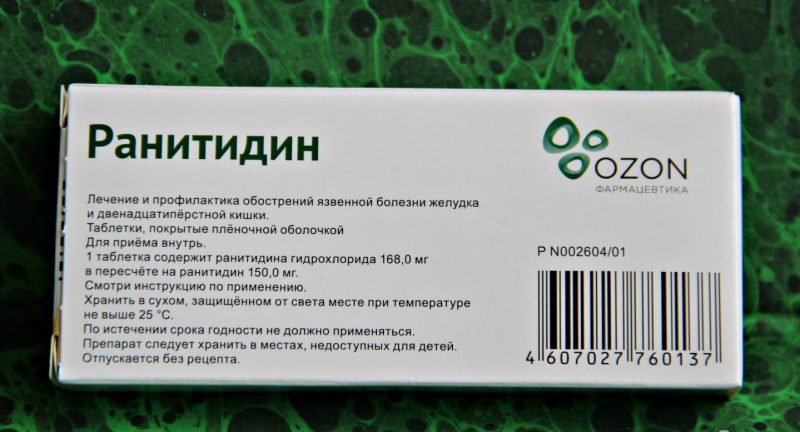 Ранитидин
OZON
ФАРМАЦЕВТИКА
Лечение и профилактика обострений язвенной болезни желудка
и двенадцатипёрстной кишки.
Таблетки, покрытые плёночной оболочкой
Для приёма внутрь.
1 таблетка содержит ранитидина гидрохлорида 168,0 мг
в пересчёте на ранитидин 150,0 мг.
Смотри инструкцию по применению.
Хранить в сухом, защищённом от света месте при температуре
не выше 25 °C.
По истечении срока годности не должно применяться.
Препарат следует хранить в местах, недоступных для детей.
Отпускается без рецепта.
Р N002604/01
4 607027 760137